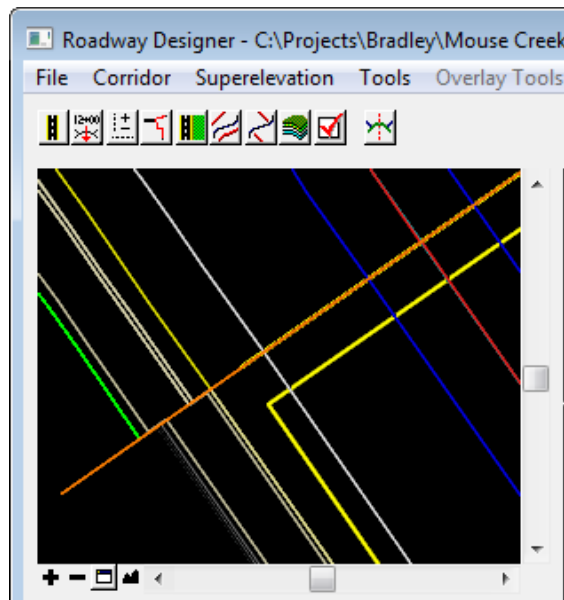 Roadway Designer - C:\Projects\Bradley\Mouse Creek
File Corridor Superelevation Tools Overlay Tools
12+00